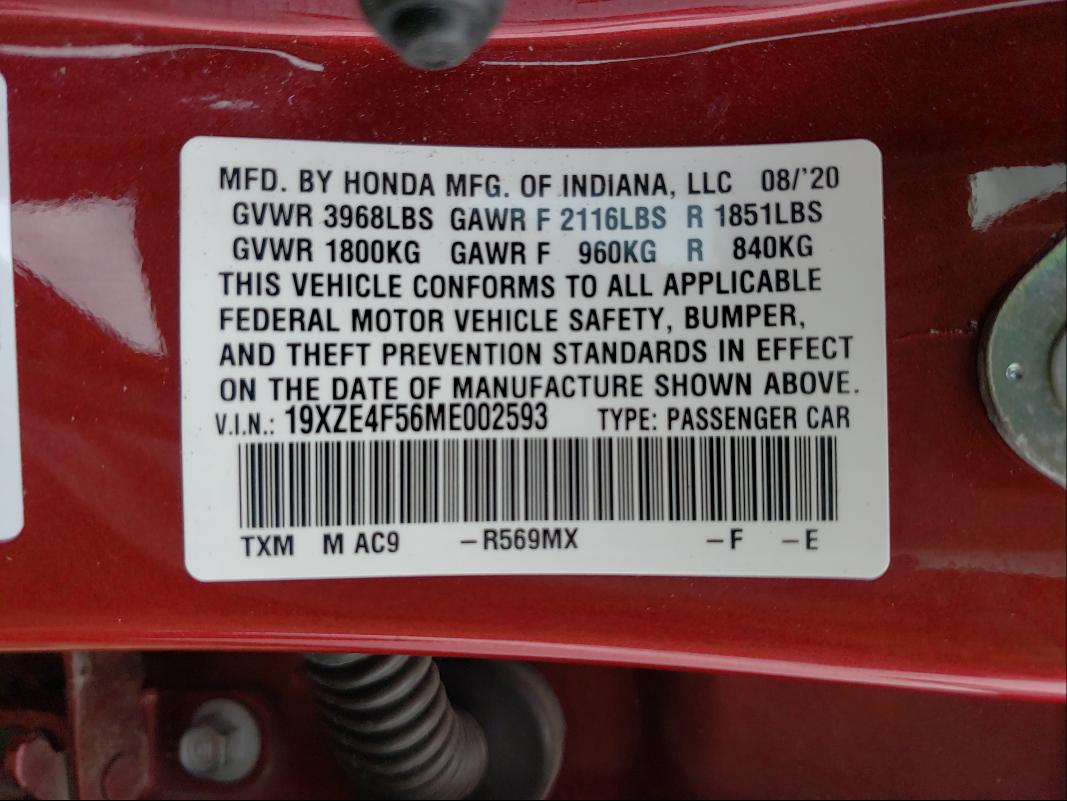 MFD. BY HONDA MFG. OF INDIANA, LLC 08/'20
GVWR 3968LBS GAWR F 2116LBS R 1851LBS
GVWR 1800KG GAWR F 960KG R 840KG
THIS VEHICLE CONFORMS TO ALL APPLICABLE
FEDERAL MOTOR VEHICLE SAFETY, BUMPER,
AND THEFT PREVENTION STANDARDS IN EFFECT
ON THE DATE OF MANUFACTURE SHOWN ABOVE.
V.I.N.: 19XZE4F56ME002593 TYPE: PASSENGER CAR
TXM M AC9 –R569MX –F –E